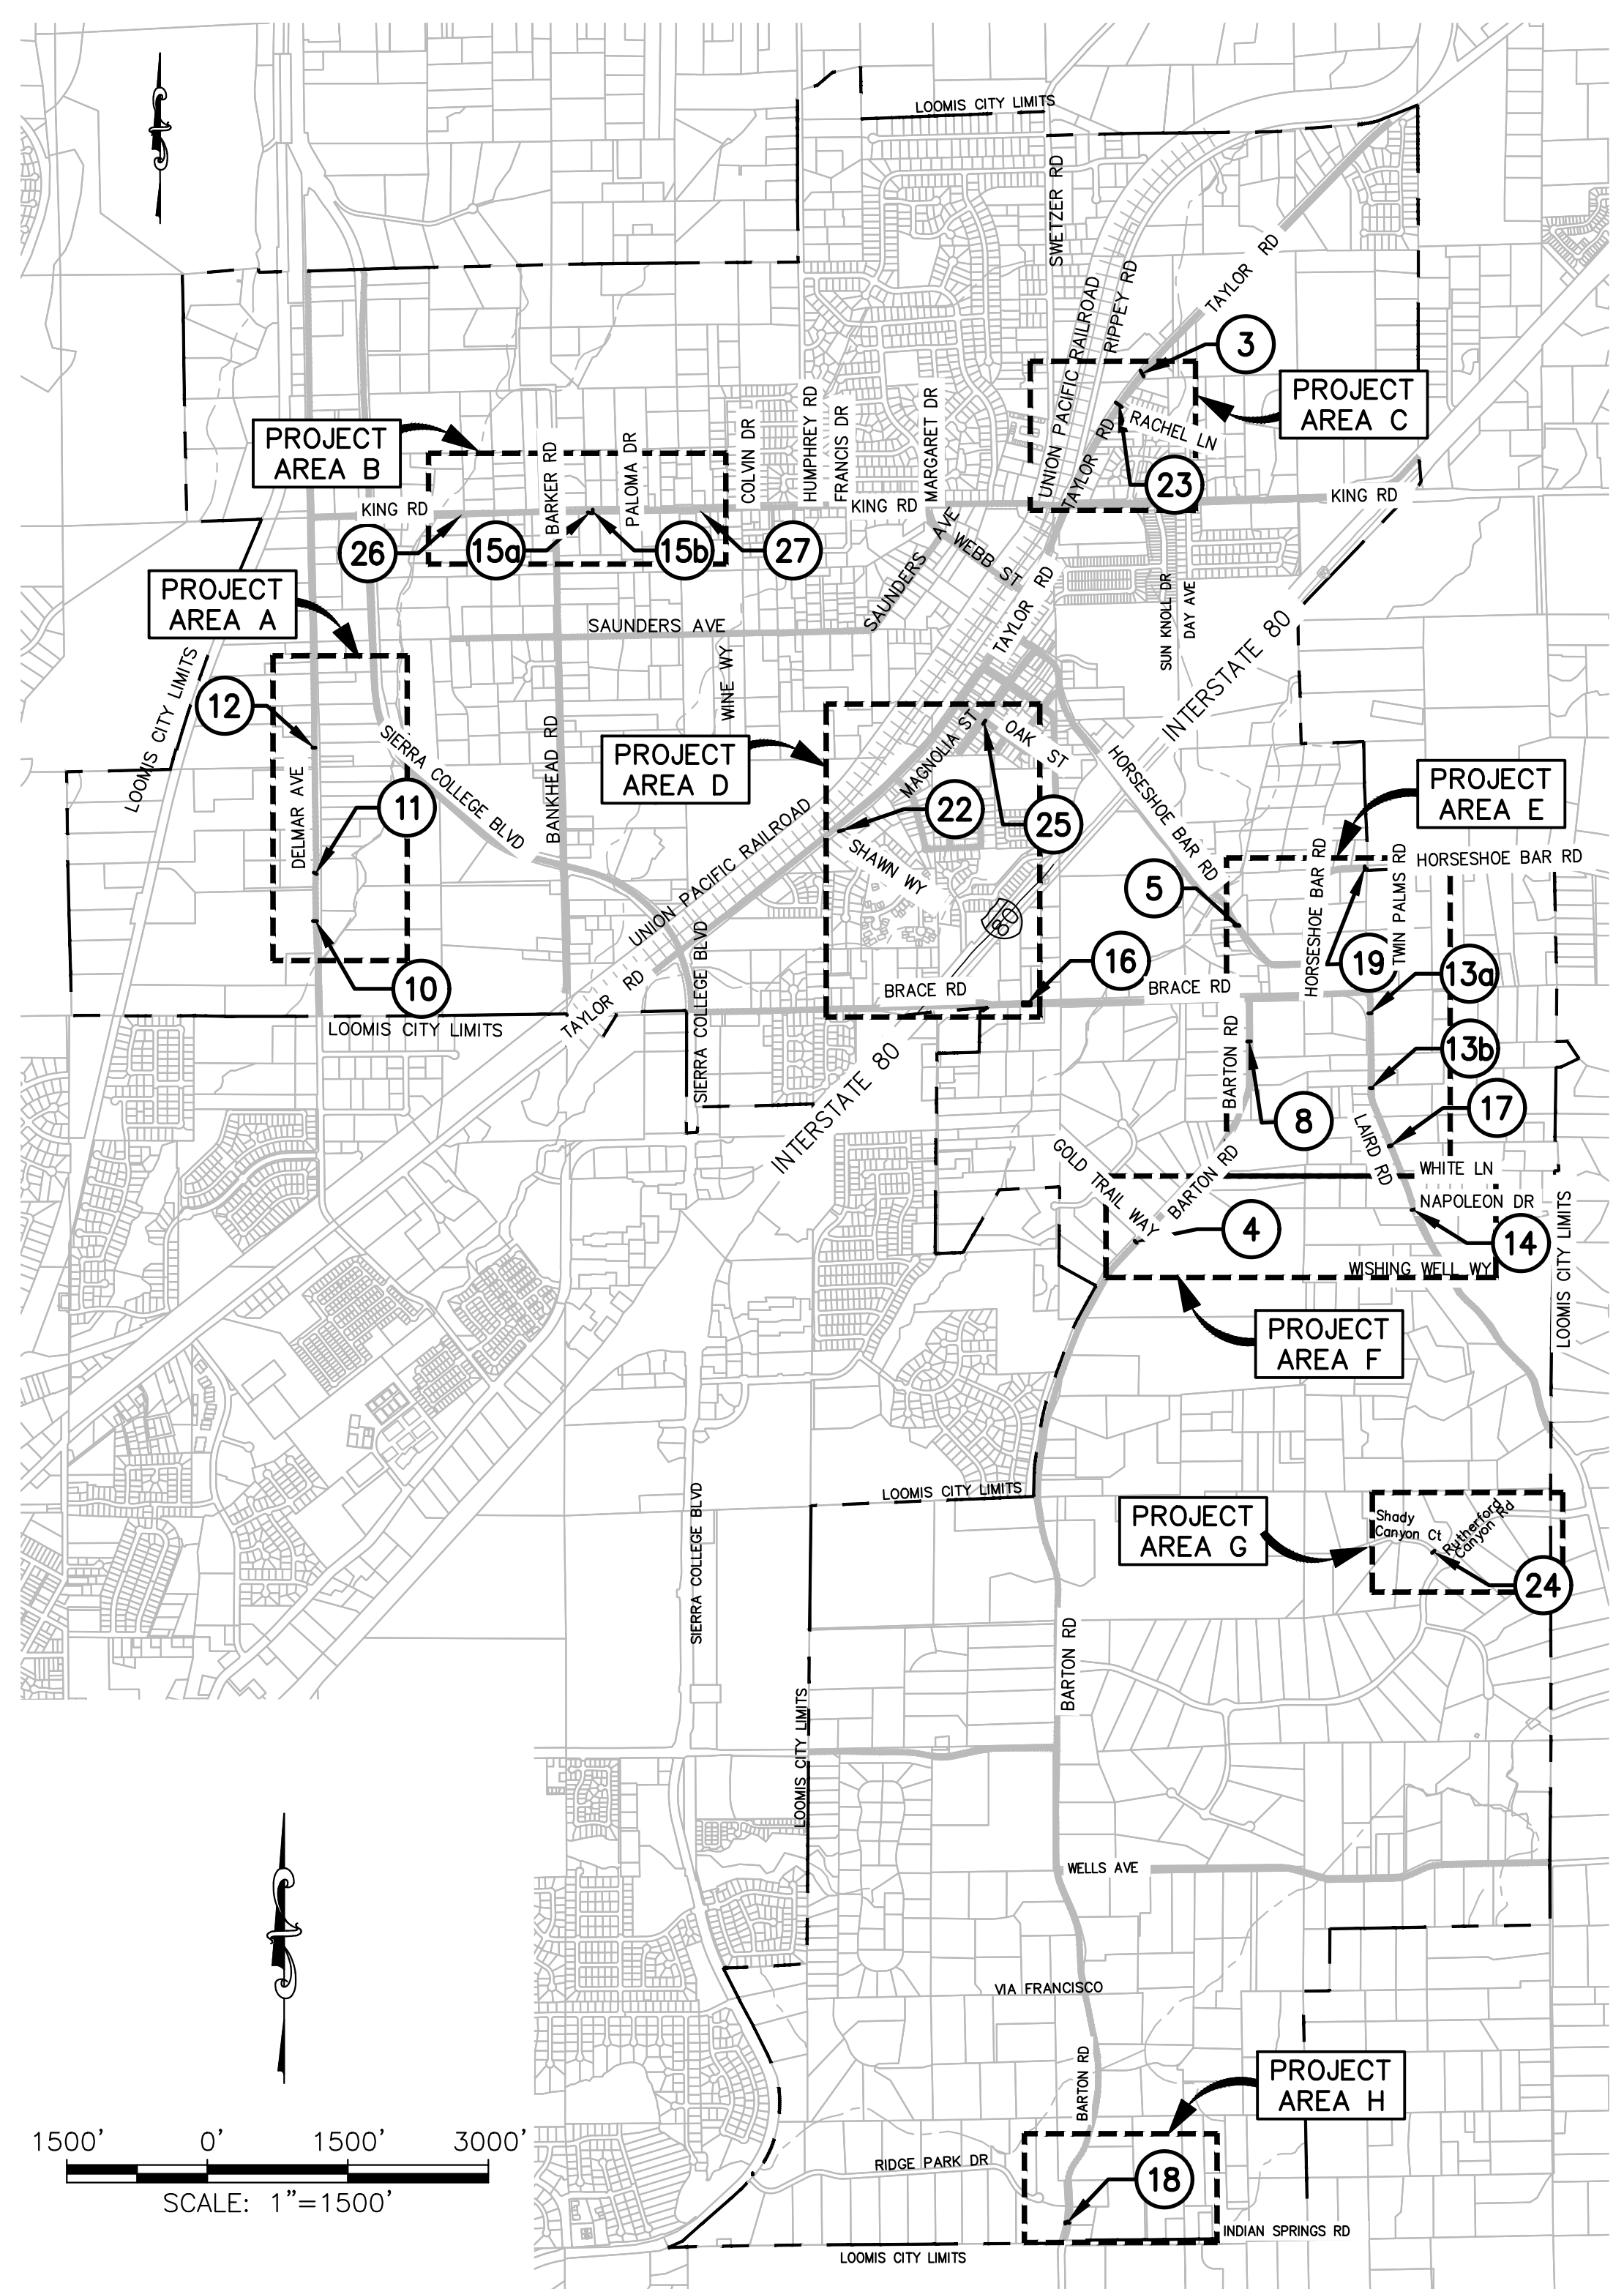 LOOMIS CITY LIMITS
SWETZER RD
TAYLOR RD
UNION PACIFIC RAILROAD
RIPPEY RD
3
PROJECT
AREA C
RACHEL LN
TAYLOR RD
23
PROJECT
AREA B
BARKER RD
PALOMA DR
COLVIN DR
HUMPHREY RD
FRANCIS DR
MARGARET DR
KING RD
KING RD
KING RD
26
15a
15b
27
SAUNDERS AVE
WEBB ST
TAYLOR RD
SUN KNOLL DR
DAY AVE
INTERSTATE 80
PROJECT
AREA A
SAUNDERS AVE
LOOMIS CITY LIMITS
12
WINE WY
SIERRA COLLEGE BLVD
BANKHEAD RD
DELMAR AVE
11
10
PROJECT
AREA D
MAGNOLIA ST
OAK ST
22
25
SHAWN WY
UNION PACIFIC RAILROAD
HORSESHOE BAR RD
PROJECT
AREA E
HORSESHOE BAR RD
HORSESHOE BAR RD
TWIN PALMS RD
5
80
19
13a
16
BRACE RD
BRACE RD
TAYLOR RD
SIERRA COLLEGE BLVD
LOOMIS CITY LIMITS
INTERSTATE 80
BARTON RD
13b
8
17
LAIRD RD
WHITE LN
GOLD TRAIL WAY
BARTON RD
NAPOLEON DR
4
14
WISHING WELL WY
LOOMIS CITY LIMITS
PROJECT
AREA F
LOOMIS CITY LIMITS
SIERRA COLLEGE BLVD
PROJECT
AREA G
Shady
Canyon Ct
Rutherford
Canyon Rd
24
BARTON RD
LOOMIS CITY LIMITS
WELLS AVE
VIA FRANCISCO
BARTON RD
PROJECT
AREA H
RIDGE PARK DR
18
INDIAN SPRINGS RD
LOOMIS CITY LIMITS
1500' 0' 1500' 3000'
SCALE: 1"=1500'